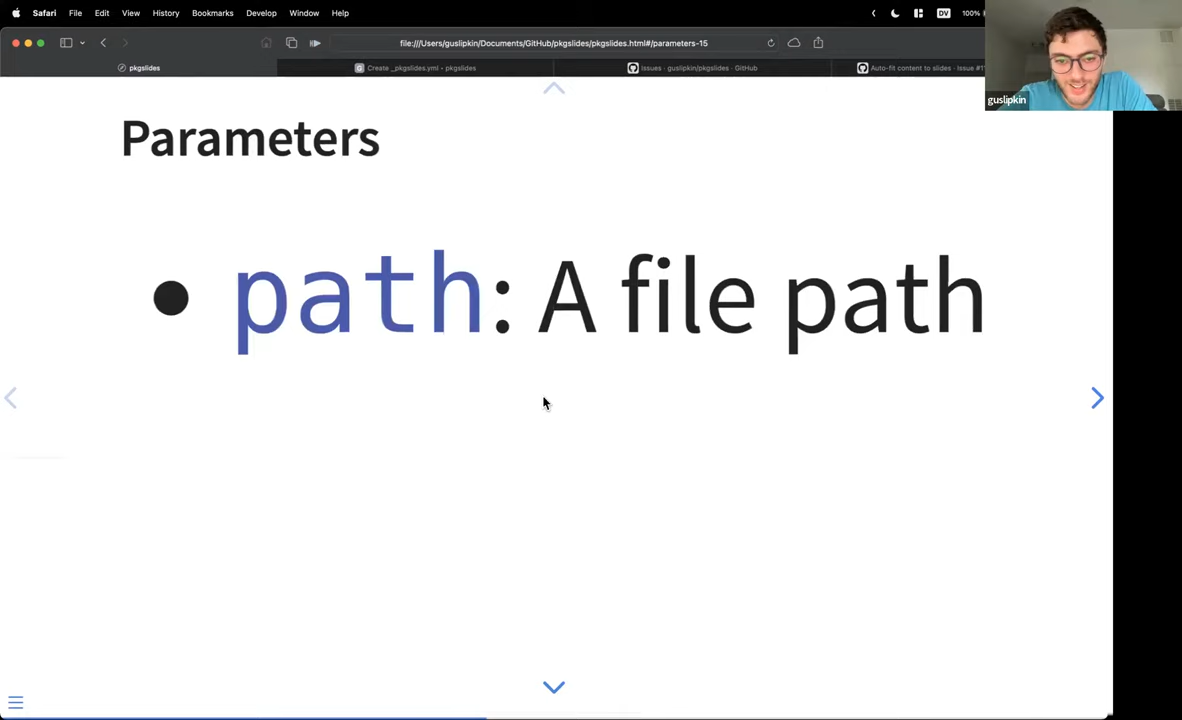 Safari File Edit View History Bookmarks Develop Window Help DV 100%
file:///Users/guslipkin/Documents/GitHub/pkgslides/pkgslides.html#/parameters-15
pkgslides
Create _pkgslides.yml • pkgslides
Issues · guslipkin/pkgslides · GitHub
Auto-fit content to slides · Issue #1
guslipkin
Parameters
• path: A file path